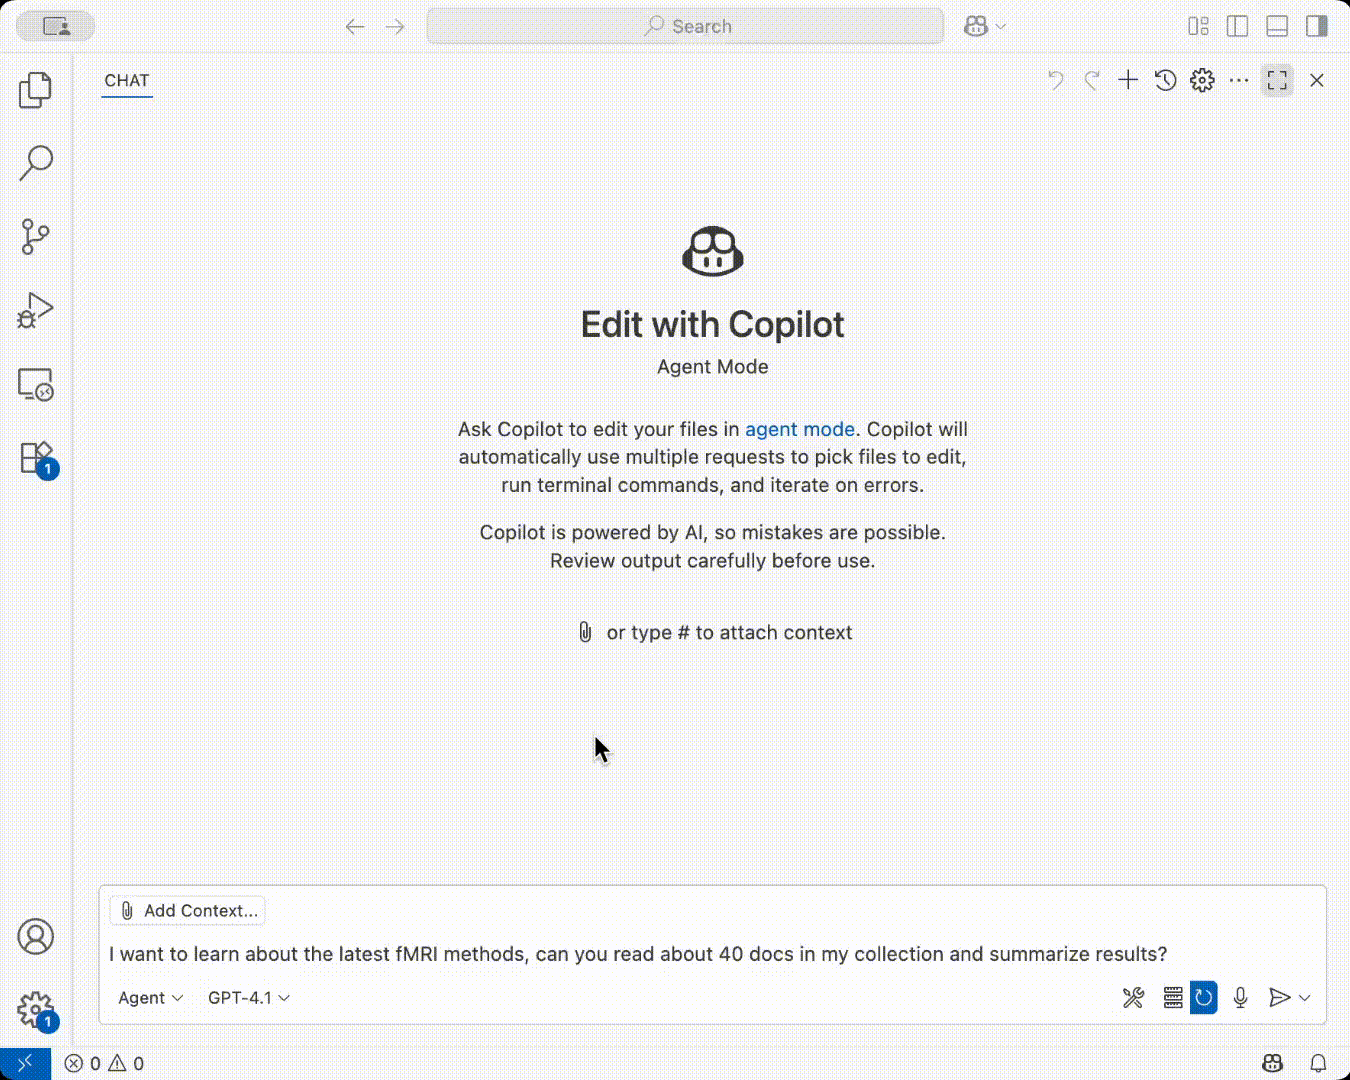 Search
CHAT
Edit with Copilot
Agent Mode
Ask Copilot to edit your files in agent mode. Copilot will
automatically use multiple requests to pick files to edit,
run terminal commands, and iterate on errors.
Copilot is powered by AI, so mistakes are possible.
Review output carefully before use.
or type # to attach context
Add Context...
I want to learn about the latest fMRI methods, can you read about 40 docs in my collection and summarize results?
Agent GPT-4.1
1
1
0 0